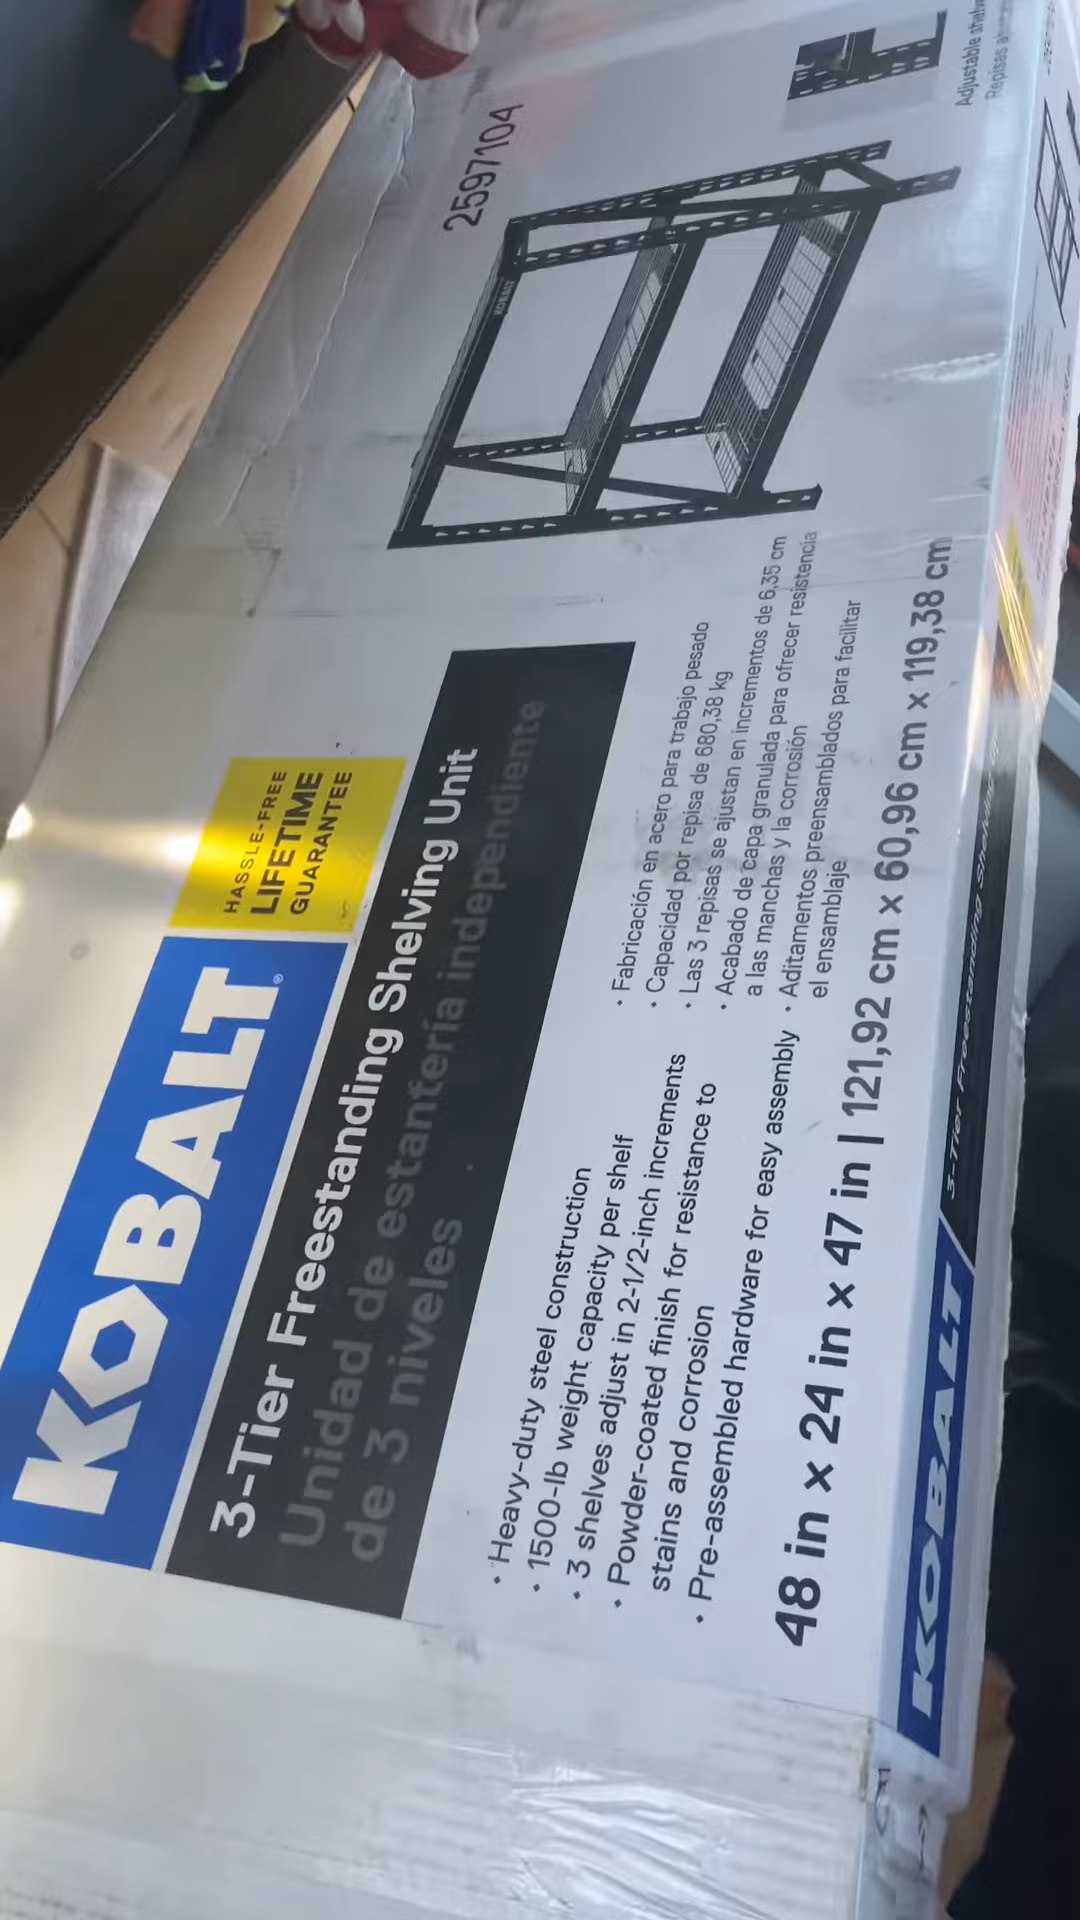 KOBALT®
HASSLE-FREE
LIFETIME
GUARANTEE
3-Tier Freestanding Shelving Unit
Unidad de estantería independiente
de 3 niveles
• Heavy-duty steel construction
• 1500-lb weight capacity per shelf
• 3 shelves adjust in 2-1/2-inch increments
• Powder-coated finish for resistance to
stains and corrosion
• Pre-assembled hardware for easy assembly
• Fabricación en acero para trabajo pesado
• Capacidad por repisa de 680,38 kg
• Las 3 repisas se ajustan en incrementos de 6,35 cm
• Acabado de capa granulada para ofrecer resistencia
a las manchas y la corrosión
• Aditamentos preensamblados para facilitar
el ensamblaje
48 in x 24 in x 47 in | 121,92 cm x 60,96 cm x 119,38 cm
2597104
KOBALT
Adjustable
Repisas
KOBALT
3-Tier Freestanding Shelving